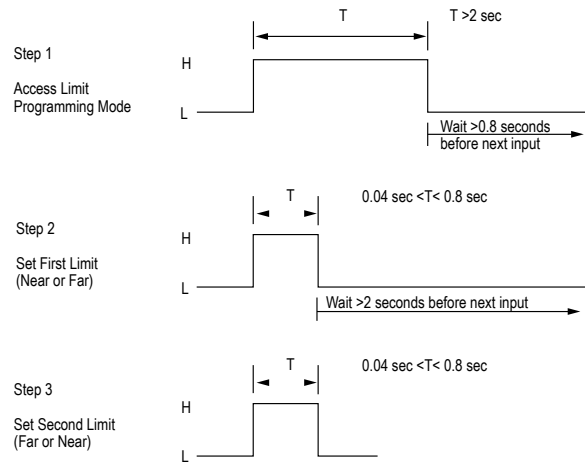 T
T >2 sec
Step 1
H
Access Limit
Programming Mode
L
Wait >0.8 seconds
before next input
T
0.04 sec <T< 0.8 sec
Step 2
H
Set First Limit
(Near or Far)
L
Wait >2 seconds before next input
T
0.04 sec <T< 0.8 sec
Step 3
H
Set Second Limit
(Far or Near)
L